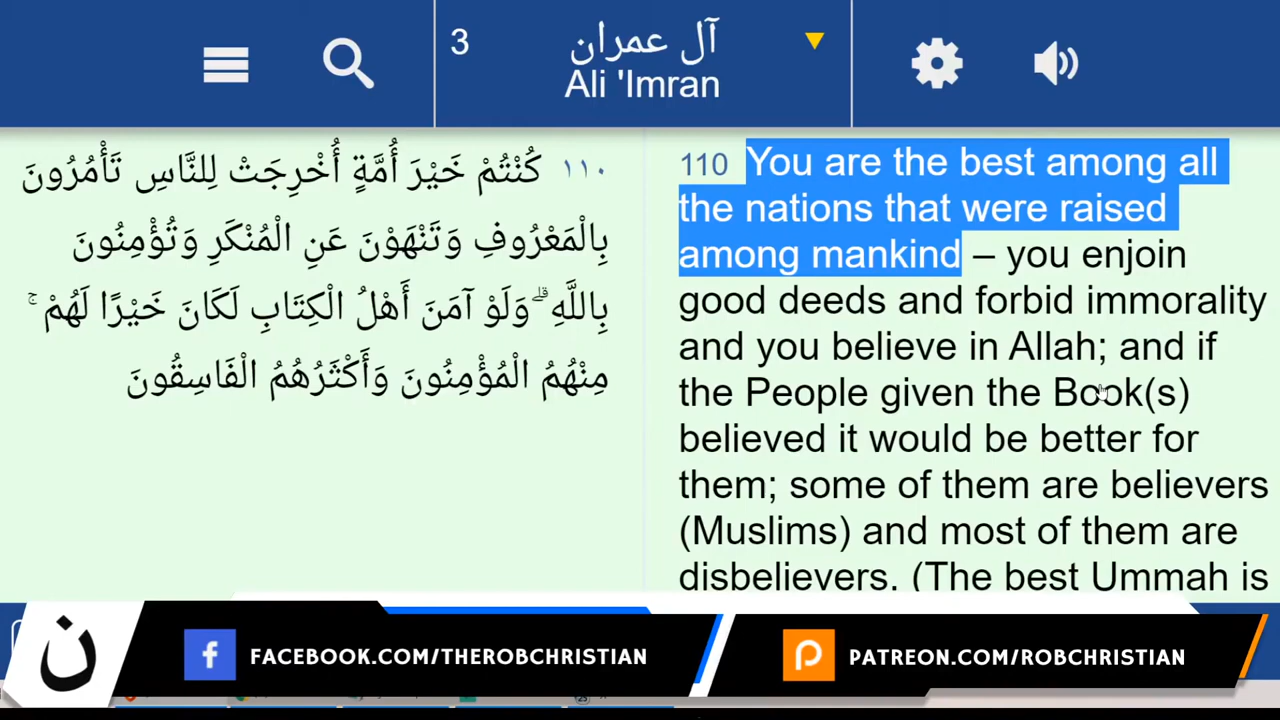 3
آل عمران
Ali 'Imran
١١٠ كُنْتُمْ خَيْرَ أُمَّةٍ أُخْرِجَتْ لِلنَّاسِ تَأْمُرُونَ
بِالْمَعْرُوفِ وَتَنْهَوْنَ عَنِ الْمُنْكَرِ وَتُؤْمِنُونَ
بِاللَّهِ ۗ وَلَوْ آمَنَ أَهْلُ الْكِتَابِ لَكَانَ خَيْرًا لَهُمْ ۚ
مِنْهُمُ الْمُؤْمِنُونَ وَأَكْثَرُهُمُ الْفَاسِقُونَ
110 You are the best among all
the nations that were raised
among mankind – you enjoin
good deeds and forbid immorality
and you believe in Allah; and if
the People given the Book(s)
believed it would be better for
them; some of them are believers
(Muslims) and most of them are
disbelievers. (The best Ummah is
ن
f FACEBOOK.COM/THEROBCHRISTIAN
PATREON.COM/ROBCHRISTIAN